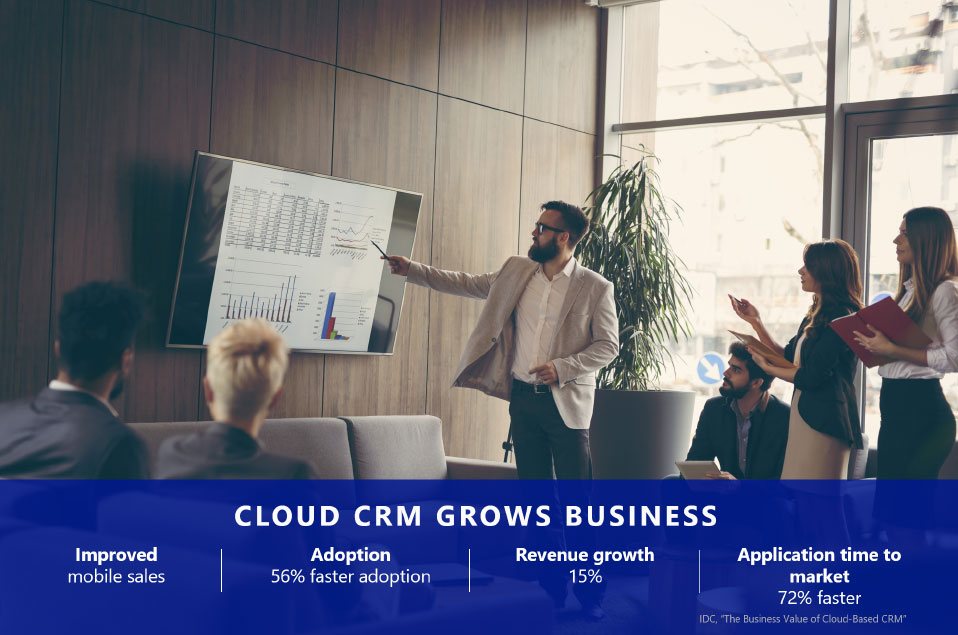 CLOUD CRM GROWS BUSINESS
Improved
mobile sales
Adoption
56% faster adoption
Revenue growth
15%
Application time to
market
72% faster
IDC, "The Business Value of Cloud-Based CRM"